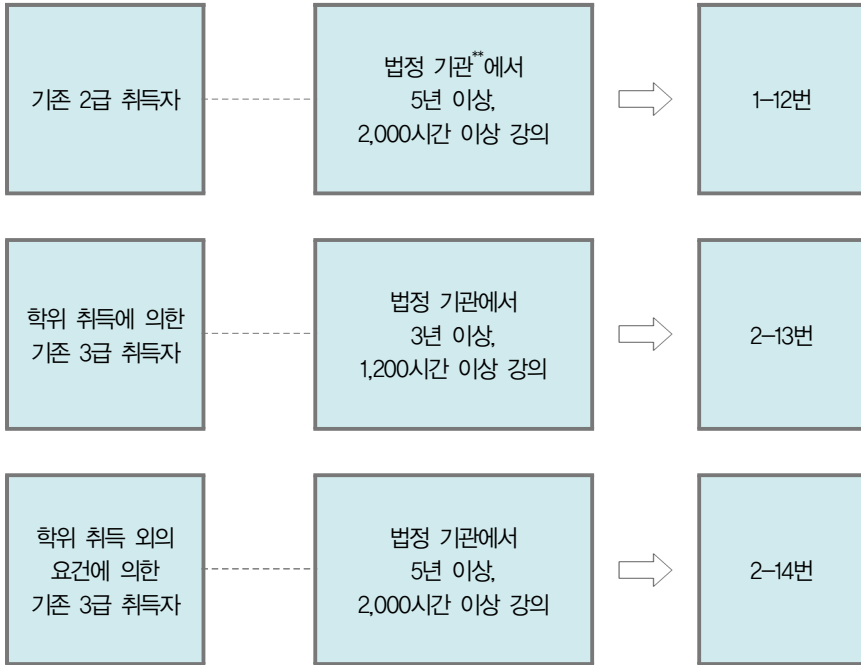 기존 2급 취득자
법정 기관**에서
5년 이상,
2,000시간 이상 강의
1-12번
학위 취득에 의한
기존 3급 취득자
법정 기관에서
3년 이상,
1,200시간 이상 강의
2-13번
학위 취득 외의
요건에 의한
기존 3급 취득자
법정 기관에서
5년 이상,
2,000시간 이상 강의
2-14번